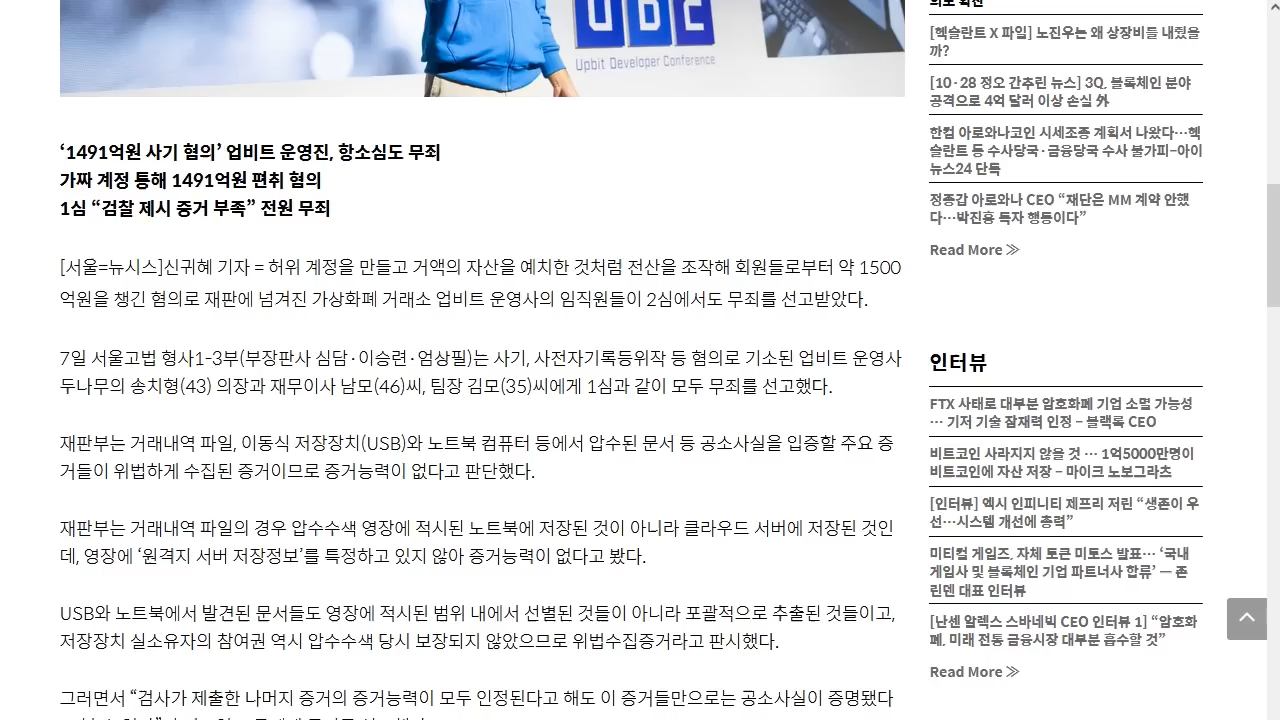 UDC
Upbit Developer Conference
‘1491억원 사기 혐의’ 업비트 운영진, 항소심도 무죄
가짜 계정 통해 1491억원 편취 혐의
1심 “검찰 제시 증거 부족” 전원 무죄
[서울=뉴시스]신귀혜 기자 = 허위 계정을 만들고 거액의 자산을 예치한 것처럼 전산을 조작해 회원들로부터 약 1500
억원을 챙긴 혐의로 재판에 넘겨진 가상화폐 거래소 업비트 운영사의 임직원들이 2심에서도 무죄를 선고받았다.
7일 서울고법 형사1-3부(부장판사 심담·이승련·엄상필)는 사기, 사전자기록등위작 등 혐의로 기소된 업비트 운영사
두나무의 송치형(43) 의장과 재무이사 남모(46)씨, 팀장 김모(35)씨에게 1심과 같이 모두 무죄를 선고했다.
재판부는 거래내역 파일, 이동식 저장장치(USB)와 노트북 컴퓨터 등에서 압수된 문서 등 공소사실을 입증할 주요 증
거들이 위법하게 수집된 증거이므로 증거능력이 없다고 판단했다.
재판부는 거래내역 파일의 경우 압수수색 영장에 적시된 노트북에 저장된 것이 아니라 클라우드 서버에 저장된 것인
데, 영장에 ‘원격지 서버 저장정보’를 특정하고 있지 않아 증거능력이 없다고 봤다.
USB와 노트북에서 발견된 문서들도 영장에 적시된 범위 내에서 선별된 것들이 아니라 포괄적으로 추출된 것들이고,
저장장치 실소유자의 참여권 역시 압수수색 당시 보장되지 않았으므로 위법수집증거라고 판시했다.
그러면서 “검사가 제출한 나머지 증거의 증거능력이 모두 인정된다고 해도 이 증거들만으로는 공소사실이 증명됐다
[헥슬란트 X 파일] 노진우는 왜 상장비를 내줬을
까?
[10·28 정오 간추린 뉴스] 3Q, 블록체인 분야
공격으로 4억 달러 이상 손실 外
한컴 아로와나코인 시세조종 계획서 나왔다…헥
슬란트 등 수사당국·금융당국 수사 불가피–아이
뉴스24 단독
정종갑 아로와나 CEO “재단은 MM 계약 안했
다…박진홍 독자 행동이다”
Read More ≫
인터뷰
FTX 사태로 대부분 암호화폐 기업 소멸 가능성
… 기저 기술 잠재력 인정 – 블랙록 CEO
비트코인 사라지지 않을 것 … 1억5000만명이
비트코인에 자산 저장 – 마이크 노보그라츠
[인터뷰] 엑시 인피니티 제프리 저린 “생존이 우
선…시스템 개선에 총력”
미티컬 게임즈, 자체 토큰 미토스 발표… ‘국내
게임사 및 블록체인 기업 파트너사 합류’ — 존
린덴 대표 인터뷰
[난센 알렉스 스바네빅 CEO 인터뷰 1] “암호화
폐, 미래 전통 금융시장 대부분 흡수할 것”
Read More ≫